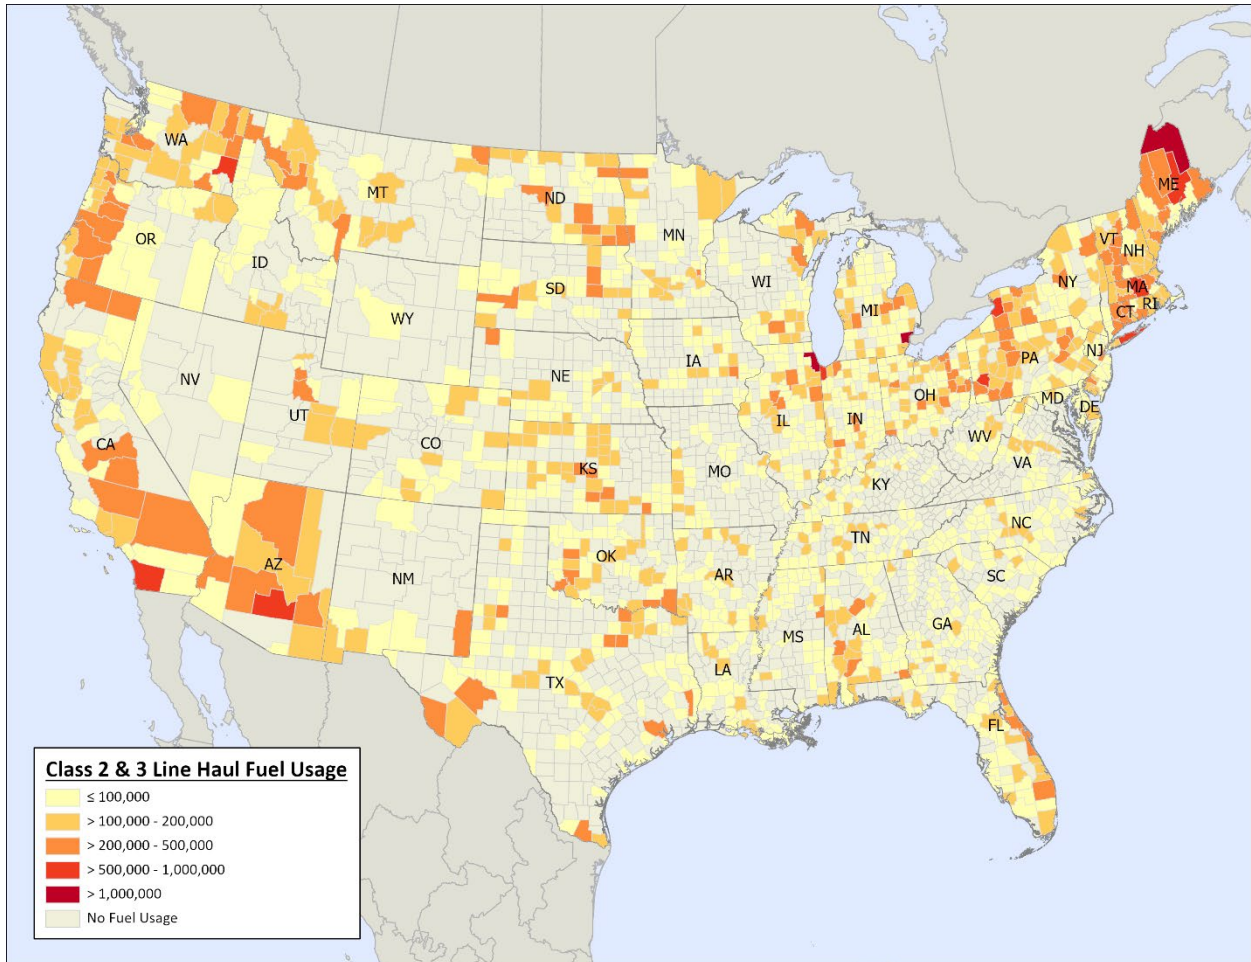 WA
MT
ND
MN
ME
VT
NH
OR
ID
SD
WI
MI
NY
MA
RI
CT
WY
IA
PA
NJ
NV
NE
OH
MD
DE
UT
IL
IN
WV
CA
CO
KS
MO
KY
VA
AZ
NM
OK
AR
TN
NC
SC
MS
AL
GA
TX
LA
FL
Class 2 & 3 Line Haul Fuel Usage
≤ 100,000
> 100,000 - 200,000
> 200,000 - 500,000
> 500,000 - 1,000,000
> 1,000,000
No Fuel Usage